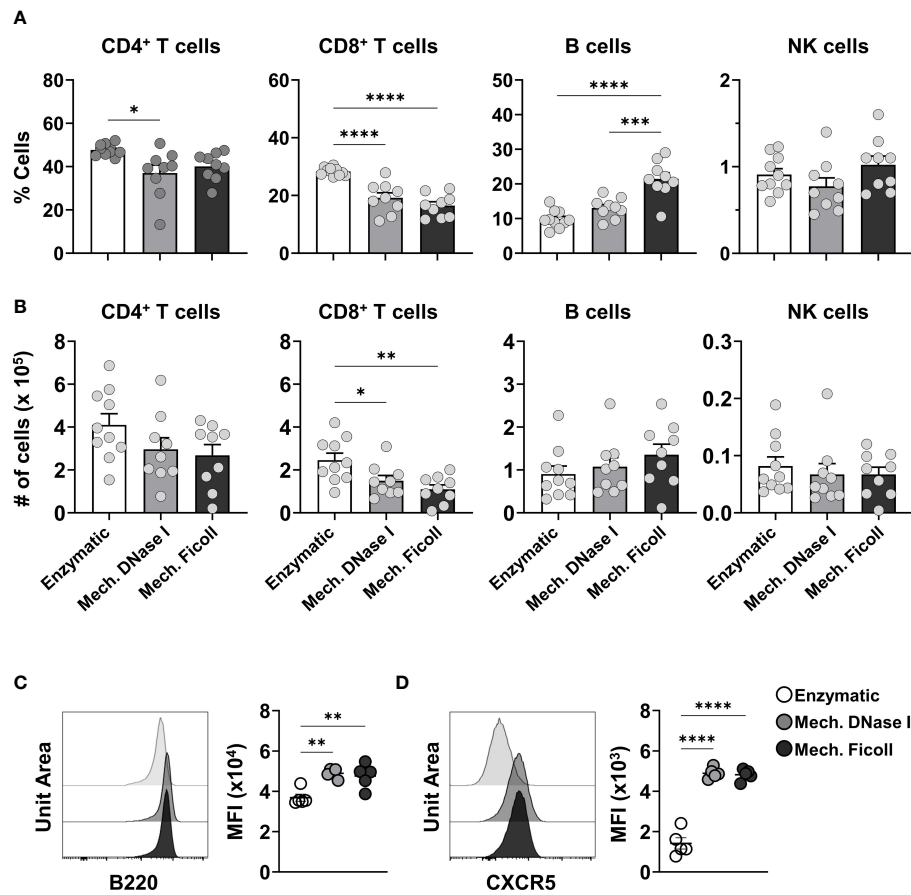 A
CD4⁺ T cells
CD8⁺ T cells
B cells
NK cells
% Cells
80
60
40
20
0
*
60
40
20
0
****
****
50
40
30
20
10
0
****
***
2
1
0
B
CD4⁺ T cells
CD8⁺ T cells
B cells
NK cells
# of cells (x 10⁵)
8
6
4
2
0
8
6
4
2
0
**
*
4
3
2
1
0
0.3
0.2
0.1
0.0
Enzymatic
Mech. DNase I
Mech. Ficoll
Enzymatic
Mech. DNase I
Mech. Ficoll
Enzymatic
Mech. DNase I
Mech. Ficoll
Enzymatic
Mech. DNase I
Mech. Ficoll
C
Unit Area
B220
MFI (x10⁴)
8
6
4
2
0
**
**
D
Unit Area
CXCR5
MFI (x10³)
8
6
4
2
0
****
****
Enzymatic
Mech. DNase I
Mech. Ficoll